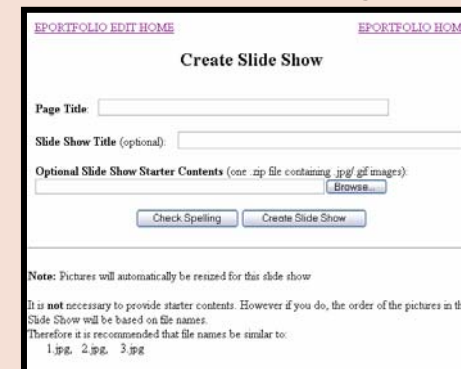 EPORTFOLIO EDIT HOME EPORTFOLIO HOM
Create Slide Show
Page Title:
Slide Show Title (optional):
Optional Slide Show Starter Contents (one .zip file containing .jpg/.gif images):
Browse...
Check Spelling Create Slide Show
Note: Pictures will automatically be resized for this slide show
It is not necessary to provide starter contents. However if you do, the order of the pictures in th
Slide Show will be based on file names.
Therefore it is recommended that file names be similar to:
1.jpg, 2.jpg, 3.jpg